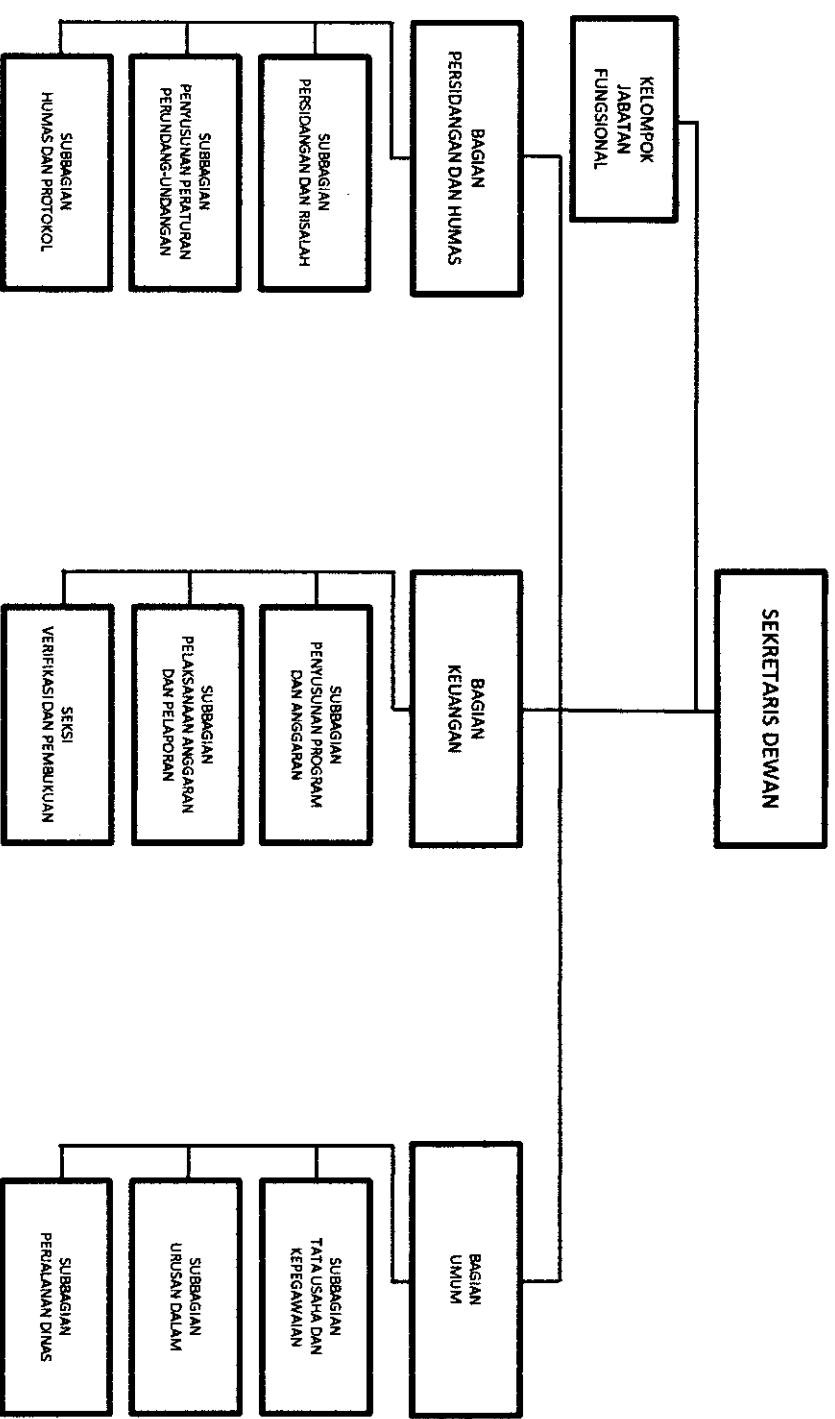 SEKRETARIS DEWAN
KELOMPOK
JABATAN
FUNGSIONAL
BAGIAN
PERSIDANGAN DAN HUMAS
BAGIAN
KEUANGAN
BAGIAN
UMUM
SUBBAGIAN
PERSIDANGAN DAN RISALAH
SUBBAGIAN
PENYUSUNAN PROGRAM
DAN ANGGARAN
SUBBAGIAN
TATA USAHA DAN
KEPEGAWAIAN
SUBBAGIAN
PENYUSUNAN PERATURAN
PERUNDANG-UNDANGAN
SUBBAGIAN
PELAKSANAAN ANGGARAN
DAN PELAPORAN
SUBBAGIAN
URUSAN DALAM
SUBBAGIAN
HUMAS DAN PROTOKOL
SEKSI
VERIFIKASI DAN PEMBUKUAN
SUBBAGIAN
PERJALANAN DINAS